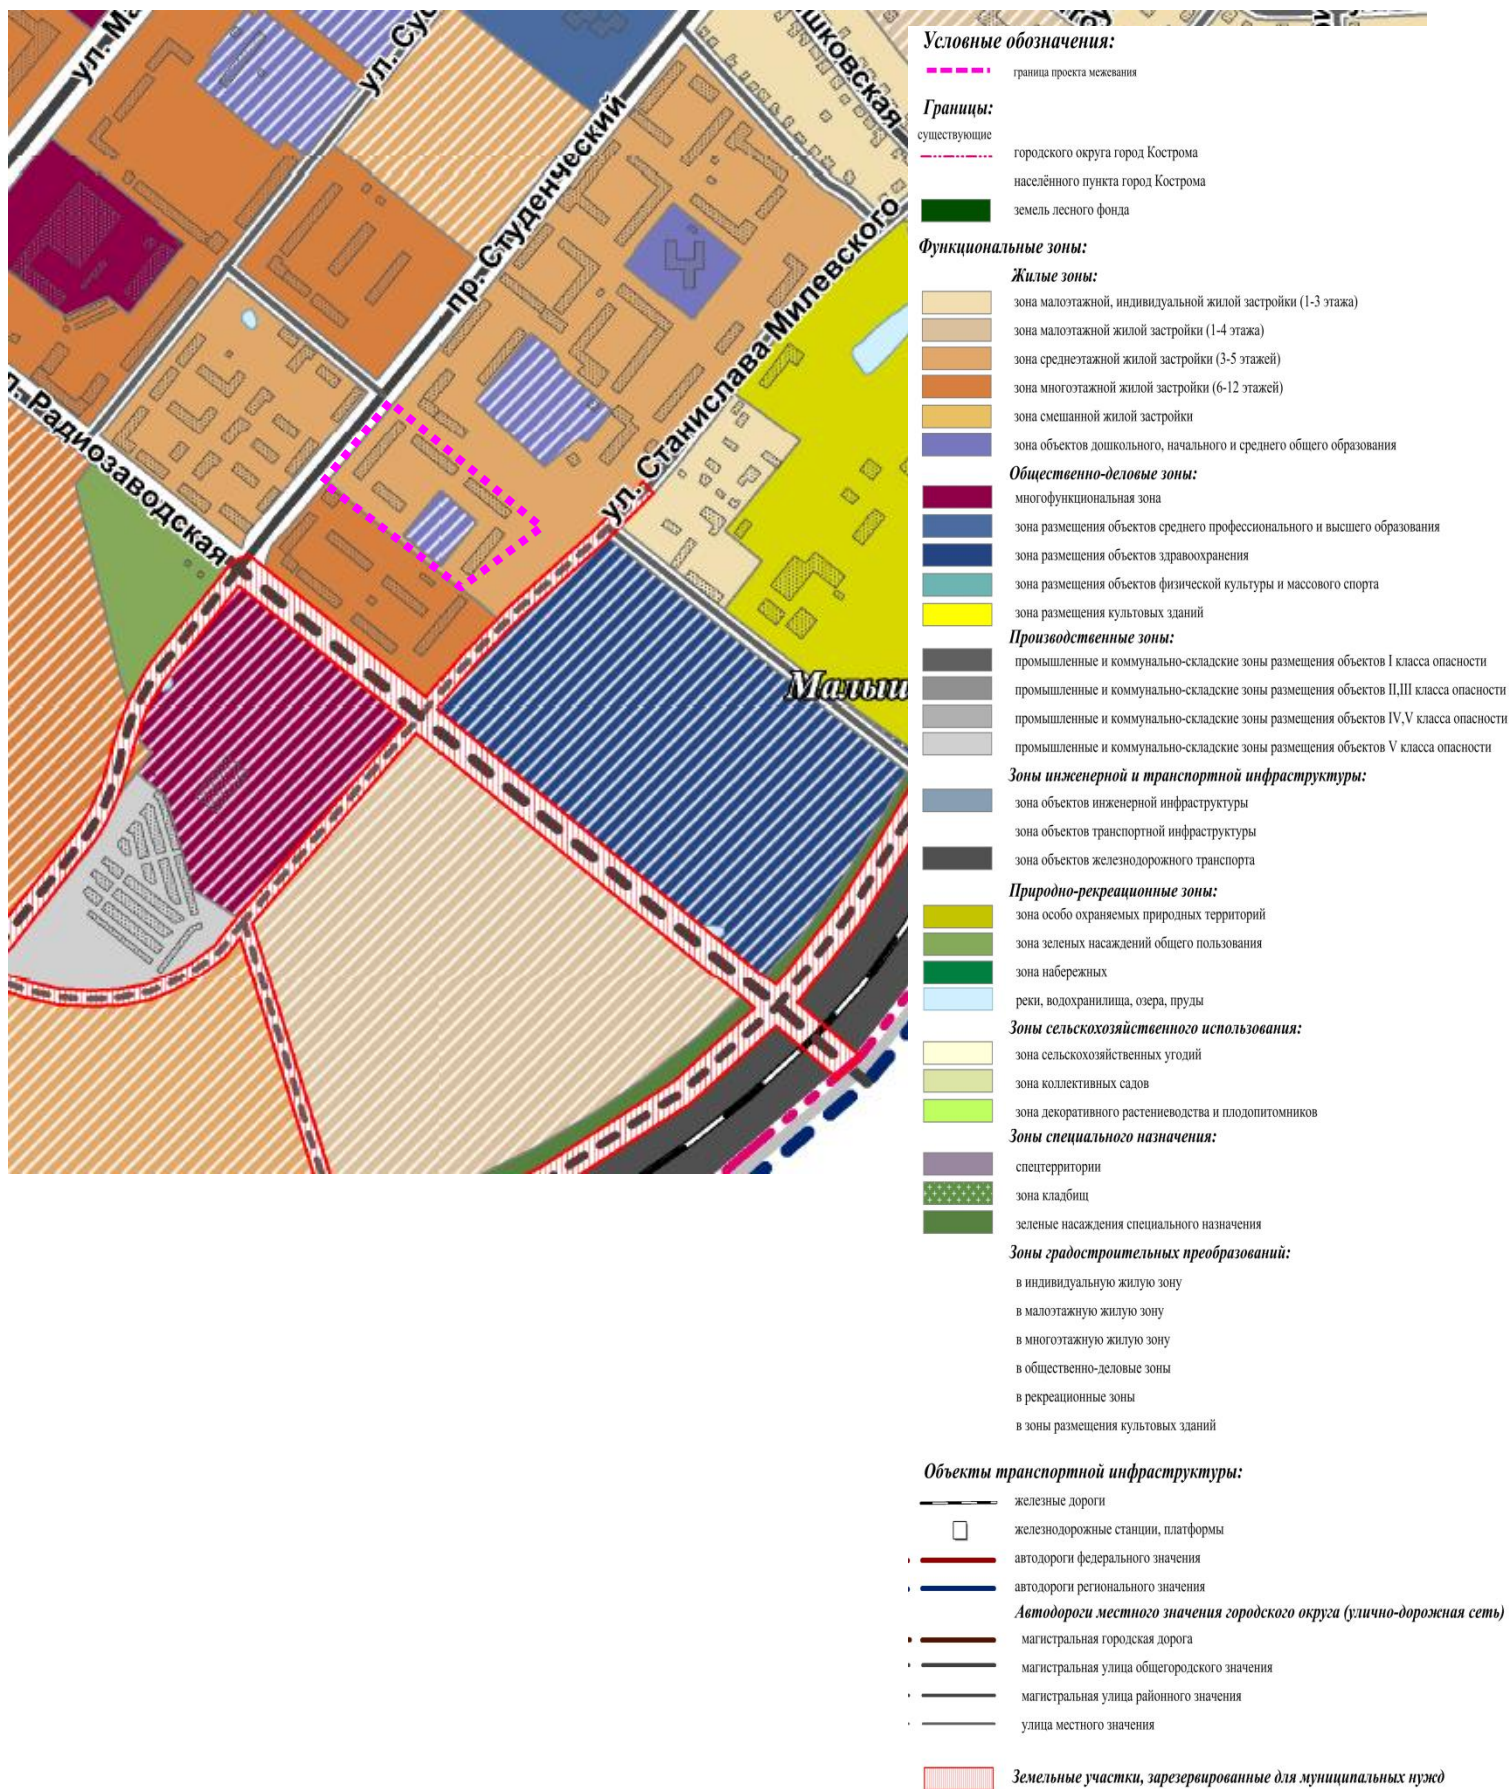 ул. Ма
ул. Сус
шковская
пр. Студенческий
ул. Станислава Милевского
Радиозаводская
Малыш
Условные обозначения:
граница проекта межевания
Границы:
существующие
городского округа город Кострома
населённого пункта город Кострома
земель лесного фонда
Функциональные зоны:
Жилые зоны:
зона малоэтажной, индивидуальной жилой застройки (1-3 этажа)
зона малоэтажной жилой застройки (1-4 этажа)
зона среднеэтажной жилой застройки (3-5 этажей)
зона многоэтажной жилой застройки (6-12 этажей)
зона смешанной жилой застройки
зона объектов дошкольного, начального и среднего общего образования
Общественно-деловые зоны:
многофункциональная зона
зона размещения объектов среднего профессионального и высшего образования
зона размещения объектов здравоохранения
зона размещения объектов физической культуры и массового спорта
зона размещения культовых зданий
Производственные зоны:
промышленные и коммунально-складские зоны размещения объектов I класса опасности
промышленные и коммунально-складские зоны размещения объектов II,III класса опасности
промышленные и коммунально-складские зоны размещения объектов IV,V класса опасности
промышленные и коммунально-складские зоны размещения объектов V класса опасности
Зоны инженерной и транспортной инфраструктуры:
зона объектов инженерной инфраструктуры
зона объектов транспортной инфраструктуры
зона объектов железнодорожного транспорта
Природно-рекреационные зоны:
зона особо охраняемых природных территорий
зона зеленых насаждений общего пользования
зона набережных
реки, водохранилища, озера, пруды
Зоны сельскохозяйственного использования:
зона сельскохозяйственных угодий
зона коллективных садов
зона декоративного растениеводства и плодопитомников
Зоны специального назначения:
спецтерритории
зона кладбищ
зеленые насаждения специального назначения
Зоны градостроительных преобразований:
в индивидуальную жилую зону
в малоэтажную жилую зону
в многоэтажную жилую зону
в общественно-деловые зоны
в рекреационные зоны
в зоны размещения культовых зданий
Объекты транспортной инфраструктуры:
железные дороги
железнодорожные станции, платформы
автодороги федерального значения
автодороги регионального значения
Автодороги местного значения городского округа (улично-дорожная сеть)
магистральная городская дорога
магистральная улица общегородского значения
магистральная улица районного значения
улица местного значения
Земельные участки, зарезервированные для муниципальных нужд